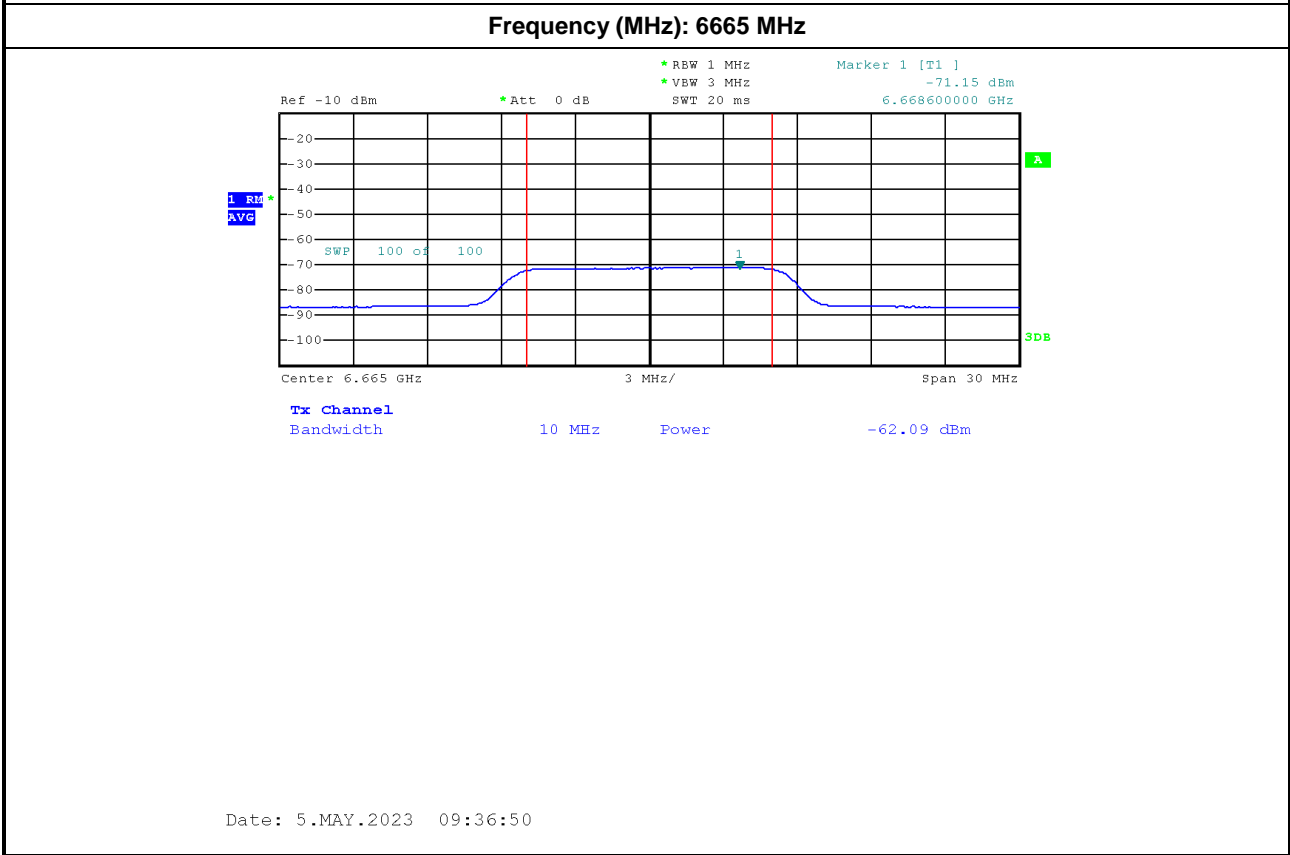 Frequency (MHz): 6665 MHz
* RBW 1 MHz Marker 1 [T1 ]
* VBW 3 MHz -71.15 dBm
Ref -10 dBm * Att 0 dB SWT 20 ms 6.668600000 GHz
-20
-30
A
-40
1 RM *
AVG
-50
-60
SWP 100 of 100
1
-70
-80
-90
-100
3DB
Center 6.665 GHz 3 MHz/ Span 30 MHz
Tx Channel
Bandwidth 10 MHz Power -62.09 dBm
Date: 5.MAY.2023 09:36:50